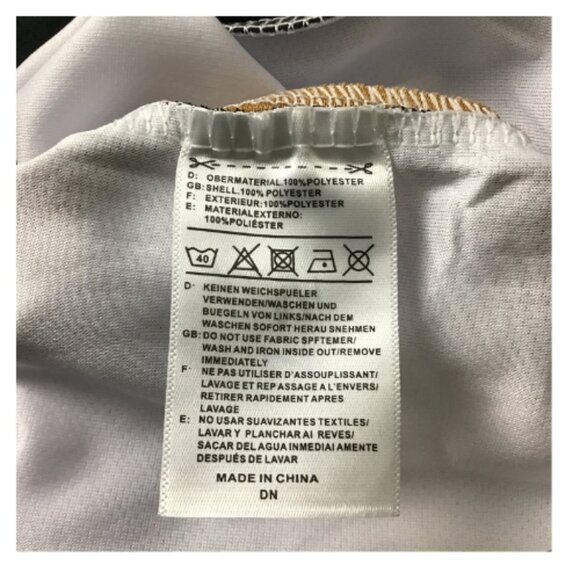 D: OBERMATERIAL.100%POLYESTER
GB: SHELL.100% POLYESTER
F: EXTERIEUR:100%POLYESTER
E: MATERIALEXTERNO:
100%POLIÉSTER
40
D: KEINEN WEICHSPUELER
VERWENDEN/WASCHEN UND
BUEGELN VON LINKS/NACH DEM
WASCHEN SOFORT HERAU SNEHMEN
GB: DO NOT USE FABRIC SPFTEMER/
WASH AND IRON INSIDE OUT/REMOVE
IMMEDIATELY
F: NE PAS UTILISER D'ASSOUPLISSANT/
LAVAGE ET REP ASSAGE A L'ENVERS/
RETIRER RAPIDEMENT APRES
LAVAGE
E: NO USAR SUAVIZANTES TEXTILES/
LAVAR Y PLANCHAR AI REVES/
SACAR DEL AGUA INMEDIAI AMENTE
DESPUÉS DE LAVAR
MADE IN CHINA
DN